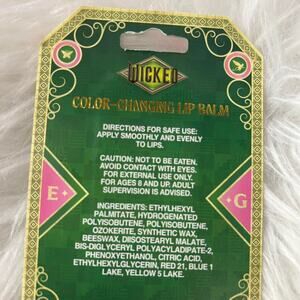 WICKED
COLOR-CHANGING LIP BALM
DIRECTIONS FOR SAFE USE:
APPLY SMOOTHLY AND EVENLY
TO LIPS.
CAUTION: NOT TO BE EATEN.
AVOID CONTACT WITH EYES.
FOR EXTERNAL USE ONLY.
FOR AGES 8 AND UP. ADULT
SUPERVISION IS ADVISED.
E
G
INGREDIENTS: ETHYLHEXYL
PALMITATE, HYDROGENATED
POLYISOBUTENE, POLYISOBUTENE,
OZOKERITE, SYNTHETIC WAX,
BEESWAX, DIISOSTEARYL MALATE,
BIS-DIGLYCERYL POLYACYLADIPATE-2,
PHENOXYETHANOL, CITRIC ACID,
ETHYLHEXYLGLYCERIN, RED 21, BLUE 1
LAKE, YELLOW 5 LAKE.